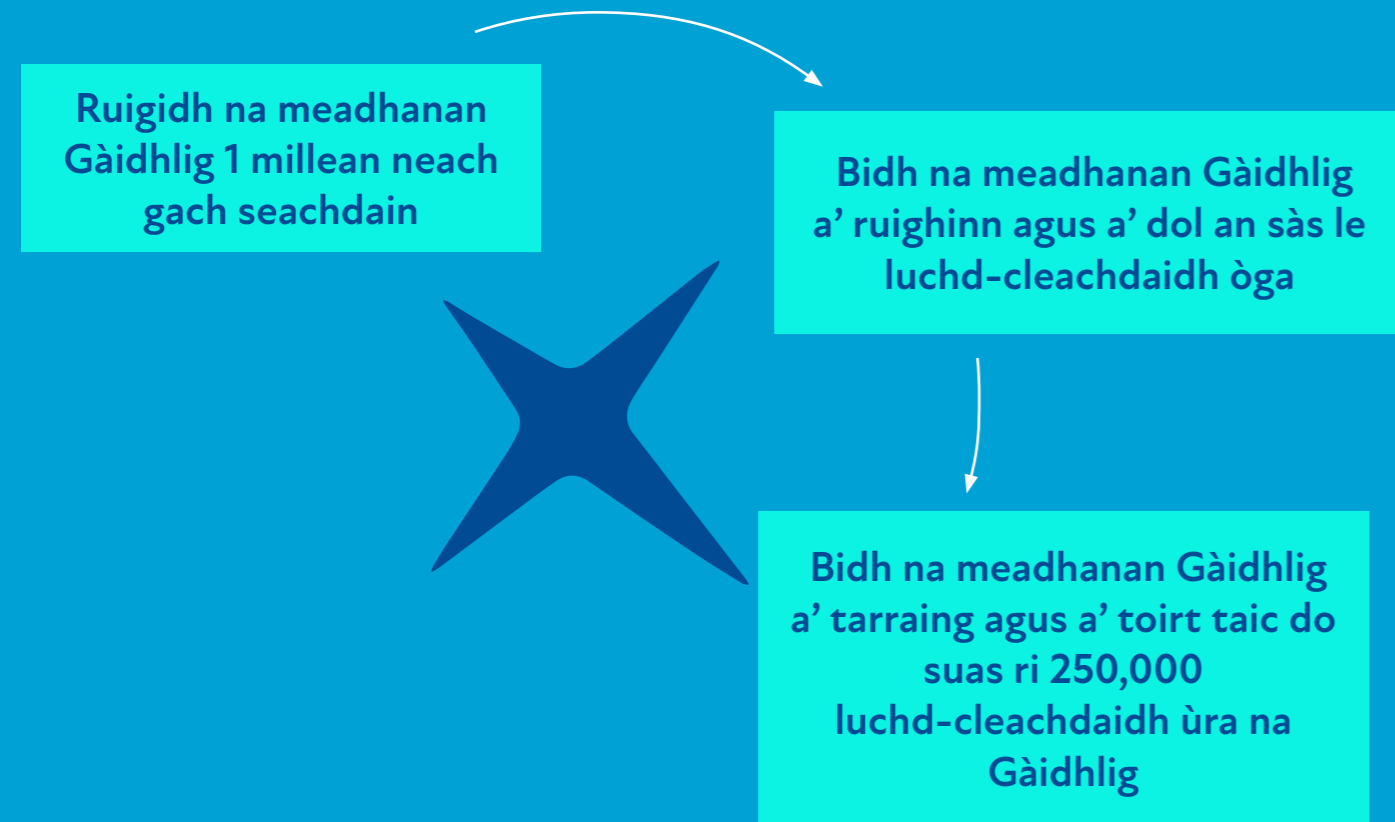 Ruigidh na meadhanan
Gàidhlig 1 millean neach
gach seachdain
Bidh na meadhanan Gàidhlig
a’ ruighinn agus a’ dol an sàs le
luchd-cleachdaidh òga
Bidh na meadhanan Gàidhlig
a’ tarraing agus a’ toirt taic do
suas ri 250,000
luchd-cleachdaidh ùra na
Gàidhlig